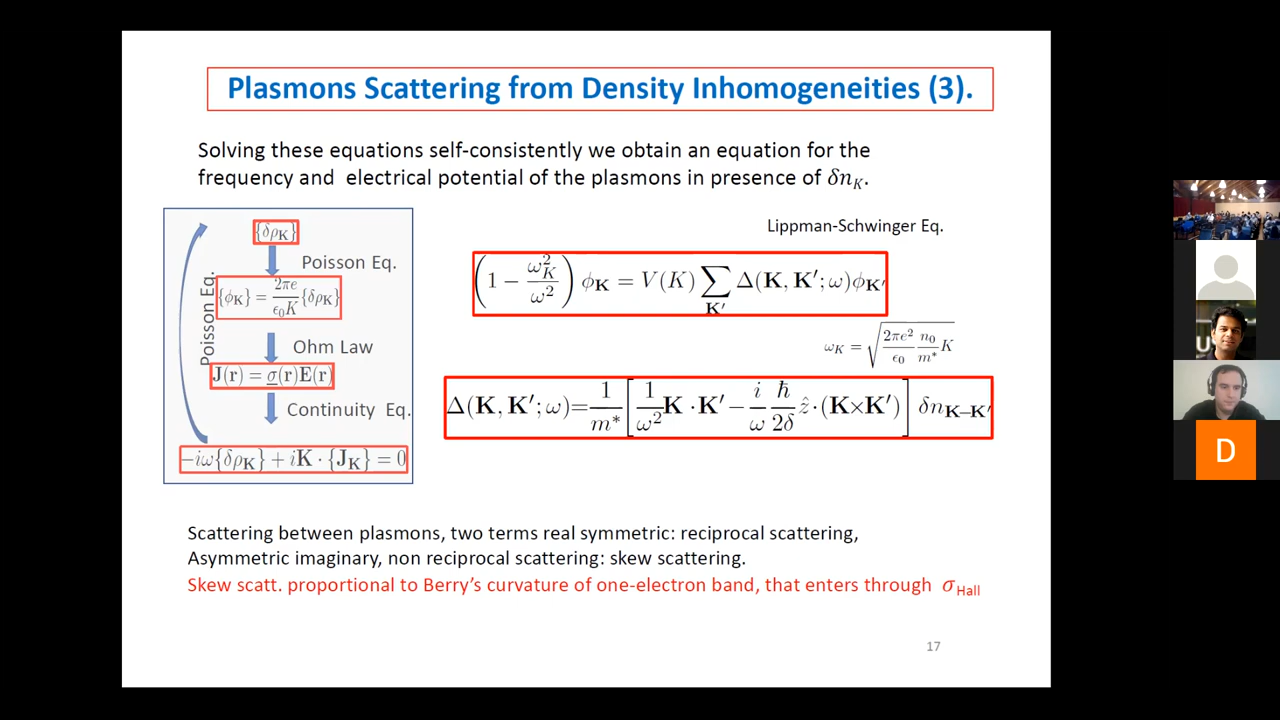 Plasmons Scattering from Density Inhomogeneities (3).
Solving these equations self-consistently we obtain an equation for the
frequency and electrical potential of the plasmons in presence of δn_K.
{δρ_K}
Poisson Eq.
{ϕ_K} = 2πe/(ϵ₀K) {δρ_K}
Poisson Eq.
Ohm Law
J(r) = σ(r)E(r)
Continuity Eq.
−iω{δρ_K} + iK · {J_K} = 0
Lippman-Schwinger Eq.
(1 − ω_K²/ω²) ϕ_K = V(K) ∑_K′ Δ(K, K′; ω)ϕ_K′
ω_K = √(2πe²/ϵ₀ n₀/m* K)
Δ(K, K′; ω) = 1/m* [1/ω² K · K′ − i/ω ℏ/2δ ẑ · (K×K′)] δn_K−K′
Scattering between plasmons, two terms real symmetric: reciprocal scattering,
Asymmetric imaginary, non reciprocal scattering: skew scattering.
Skew scatt. proportional to Berry's curvature of one-electron band, that enters through σ_Hall
17
D